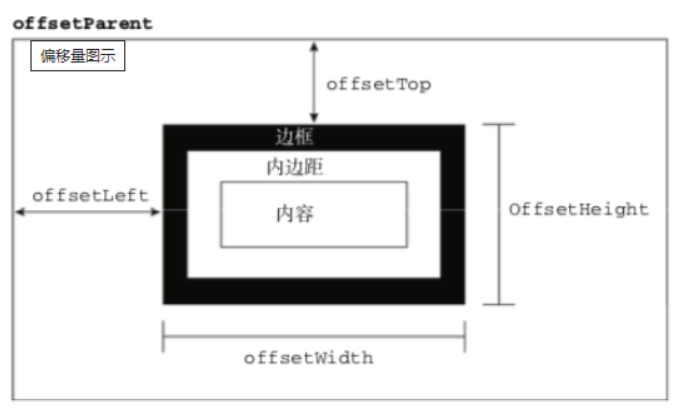 offsetParent
偏移量图示
offsetTop
边框
内边距
offsetLeft
内容
OffsetHeight
offsetWidth